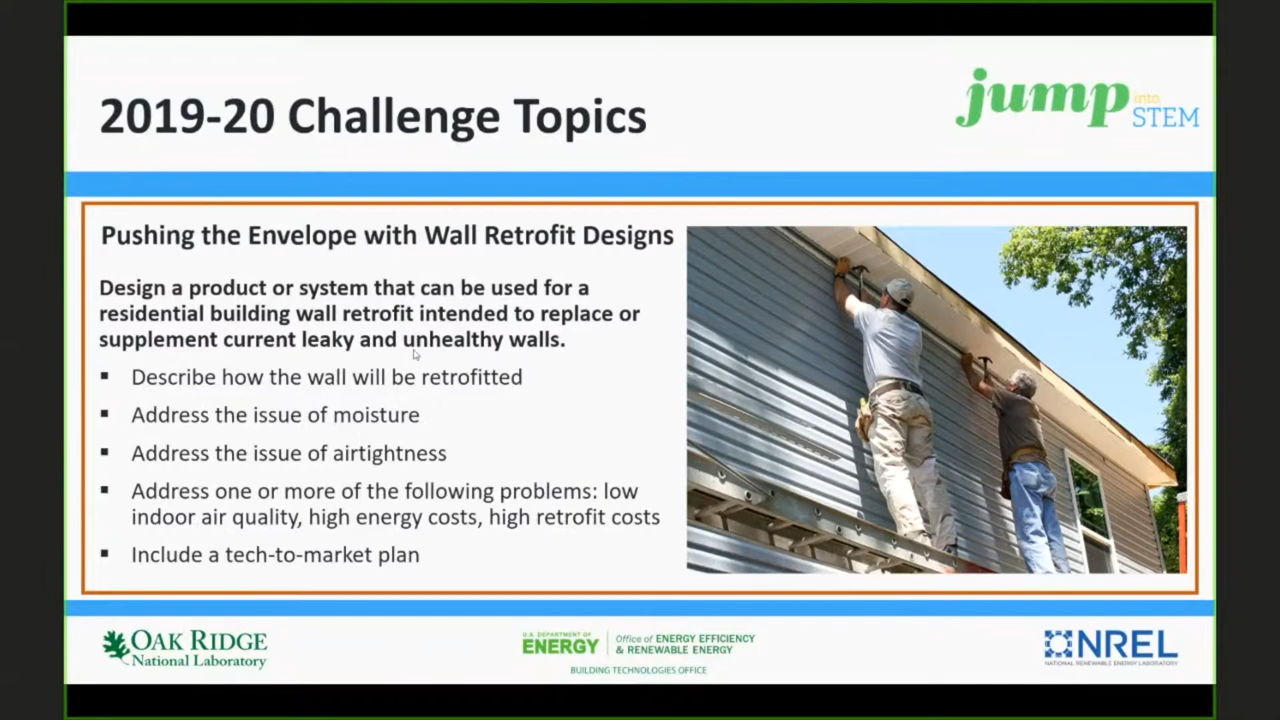 2019-20 Challenge Topics
jump into STEM
Pushing the Envelope with Wall Retrofit Designs
Design a product or system that can be used for a
residential building wall retrofit intended to replace or
supplement current leaky and unhealthy walls.
▪ Describe how the wall will be retrofitted
▪ Address the issue of moisture
▪ Address the issue of airtightness
▪ Address one or more of the following problems: low
indoor air quality, high energy costs, high retrofit costs
▪ Include a tech-to-market plan
OAK RIDGE
National Laboratory
U.S. DEPARTMENT OF
ENERGY
Office of ENERGY EFFICIENCY
& RENEWABLE ENERGY
BUILDING TECHNOLOGIES OFFICE
NREL
NATIONAL RENEWABLE ENERGY LABORATORY